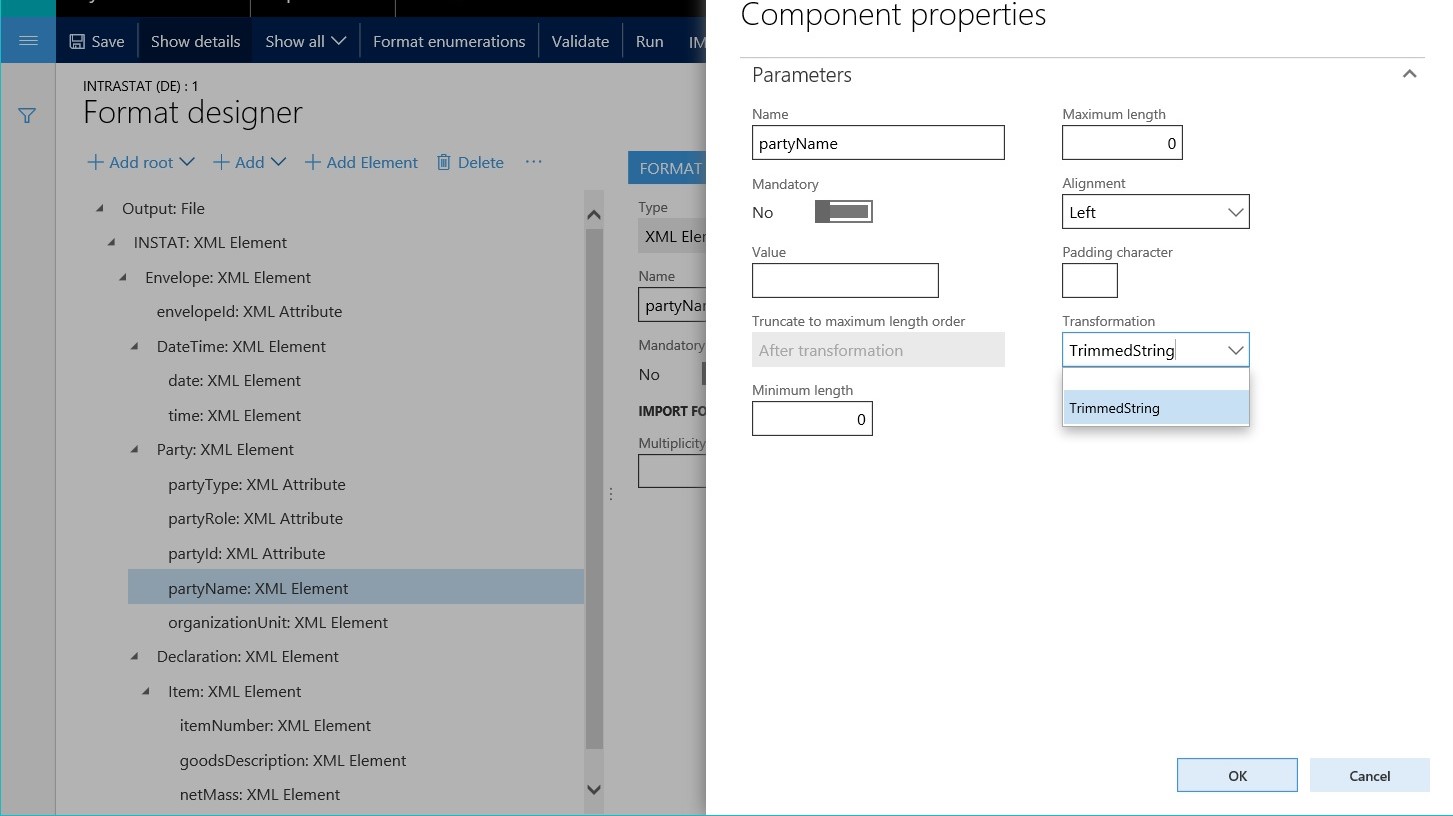 Save
Show details
Show all
Format enumerations
Validate
Run
INTRASTAT (DE) : 1
Format designer
Add root
Add
Add Element
Delete
Output: File
INSTAT: XML Element
Envelope: XML Element
envelopeId: XML Attribute
DateTime: XML Element
date: XML Element
time: XML Element
Party: XML Element
partyType: XML Attribute
partyRole: XML Attribute
partyId: XML Attribute
partyName: XML Element
organizationUnit: XML Element
Declaration: XML Element
Item: XML Element
itemNumber: XML Element
goodsDescription: XML Element
netMass: XML Element
FORMAT
Type
XML Ele
Name
partyNa
Mandatory
No
IMPORT FO
Multiplicity
Component properties
Parameters
Name
partyName
Maximum length
0
Mandatory
No
Alignment
Left
Value
Padding character
Truncate to maximum length order
After transformation
Transformation
TrimmedString
TrimmedString
Minimum length
0
OK
Cancel